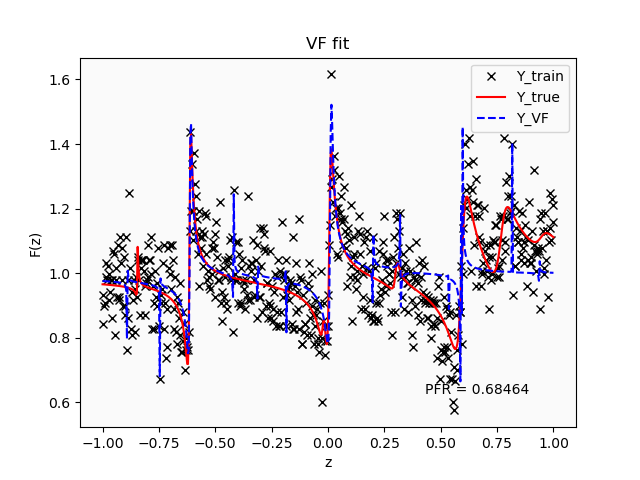 VF fit
Y_train
Y_true
Y_VF
F(z)
1.6
1.4
1.2
1.0
0.8
0.6
PFR = 0.68464
−1.00 −0.75 −0.50 −0.25 0.00 0.25 0.50 0.75 1.00
z